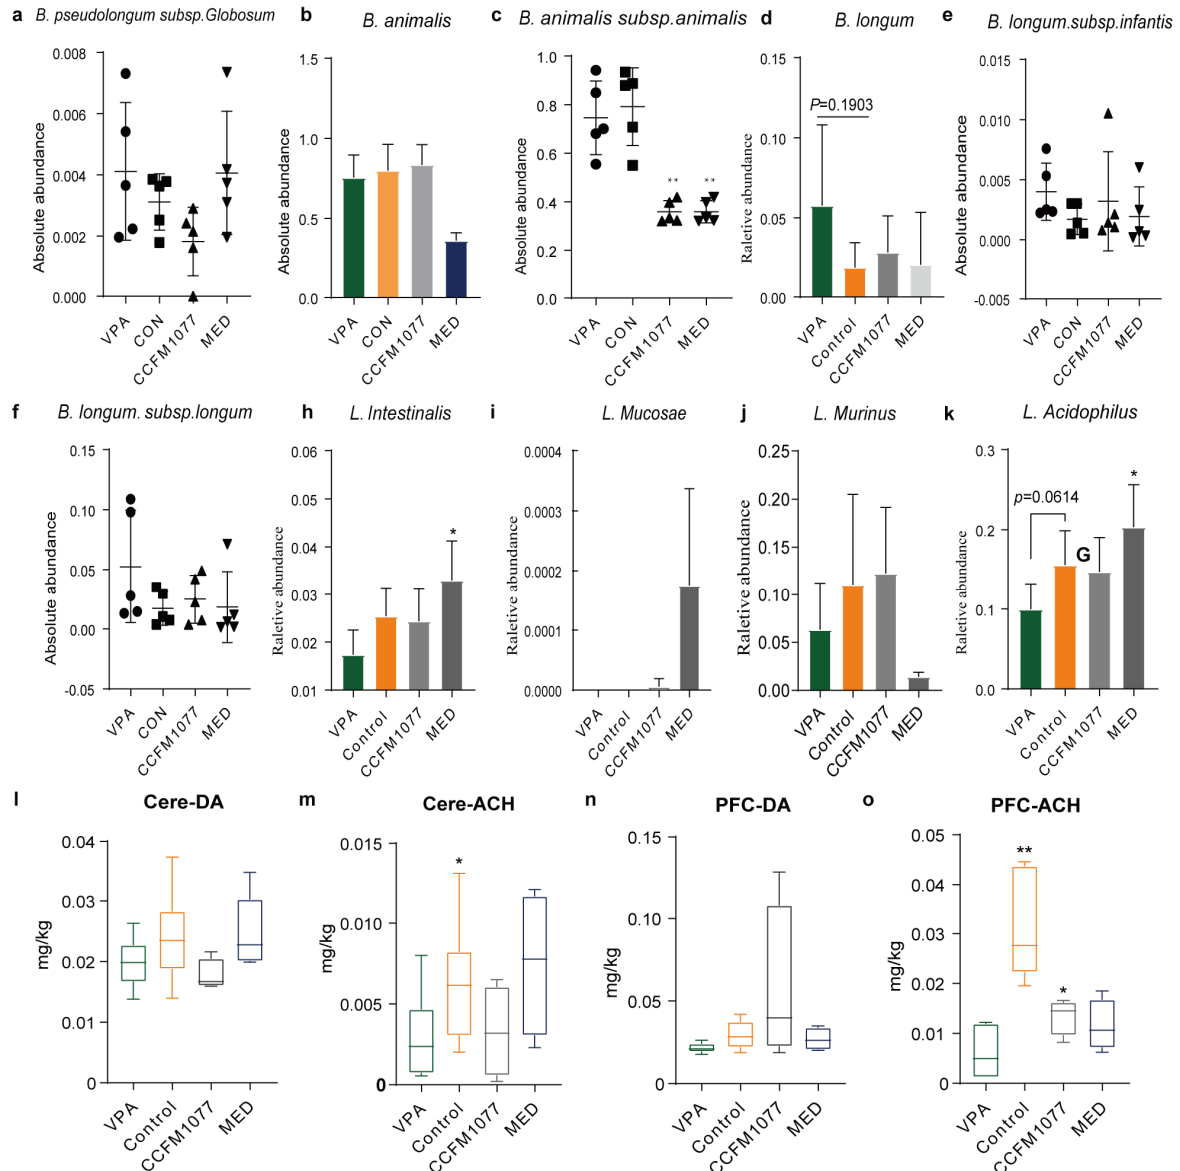 a B. pseudolongum subsp.Globosum
Absolute abundance
0.008
0.006
0.004
0.002
0.000
VPA
CON
CCFM1077
MED
b B. animalis
Absolute abundance
1.5
1.0
0.5
0.0
VPA
CON
CCFM1077
MED
c B. animalis subsp.animalis
Absolute abundance
1.0
0.8
0.6
0.4
0.2
0.0
**
**
VPA
CON
CCFM1077
MED
d B. longum
Raletive abundance
0.15
0.10
0.05
0.00
P=0.1903
VPA
Control
CCFM1077
MED
e B. longum.subsp.infantis
Absolute abundance
0.015
0.010
0.005
0.000
-0.005
VPA
CON
CCFM1077
MED
f B. longum. subsp.longum
Absolute abundance
0.15
0.10
0.05
0.00
-0.05
VPA
CON
CCFM1077
MED
h L. Intestinalis
Raletive abundance
0.06
0.05
0.04
0.03
0.02
0.01
*
VPA
Control
CCFM1077
MED
i L. Mucosae
Raletive abundance
0.0004
0.0003
0.0002
0.0001
0.0000
VPA
Control
CCFM1077
MED
j L. Murinus
Raletive abundance
0.25
0.20
0.15
0.10
0.05
0.00
VPA
Control
CCFM1077
MED
k L. Acidophilus
Raletive abundance
0.3
0.2
0.1
0.0
p=0.0614
G
*
VPA
Control
CCFM1077
MED
l Cere-DA
mg/kg
0.04
0.03
0.02
0.01
0
VPA
Control
CCFM1077
MED
m Cere-ACH
mg/kg
0.015
0.010
0.005
0
*
VPA
Control
CCFM1077
MED
n PFC-DA
mg/kg
0.15
0.10
0.05
0
VPA
Control
CCFM1077
MED
o PFC-ACH
mg/kg
0.05
0.04
0.03
0.02
0.01
0
**
*
VPA
Control
CCFM1077
MED